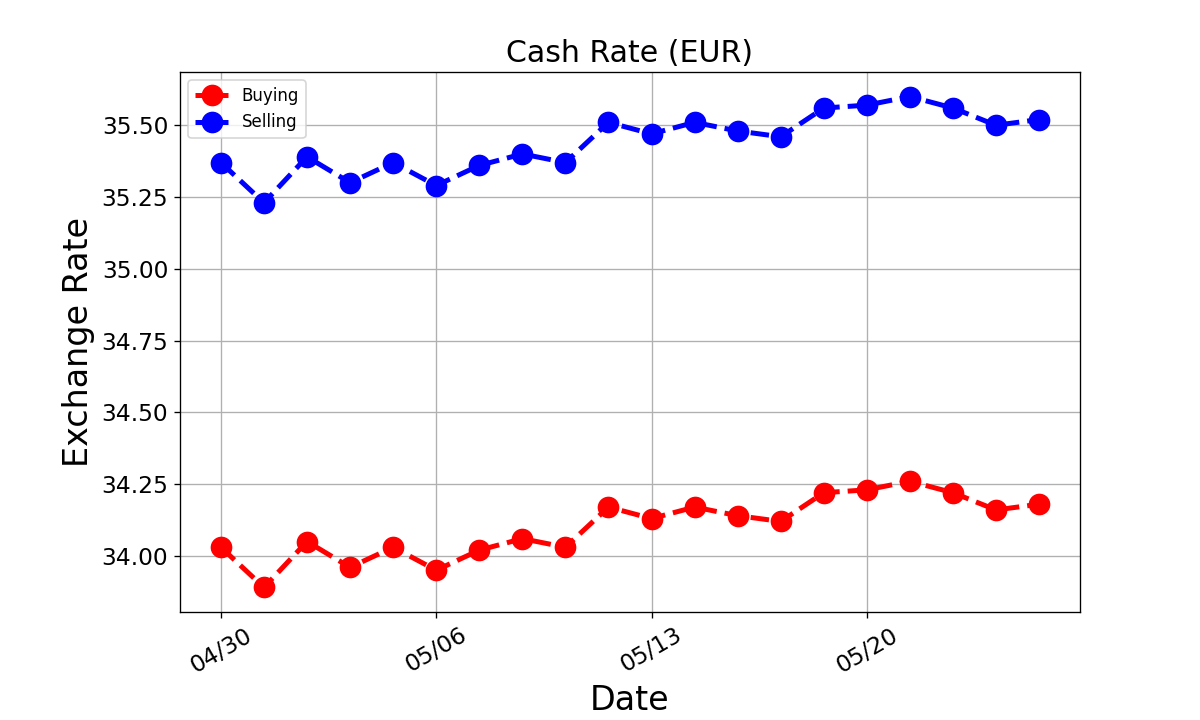 Cash Rate (EUR)
Buying
Selling
35.50
35.25
35.00
34.75
34.50
34.25
34.00
Exchange Rate
04/30
05/06
05/13
05/20
Date